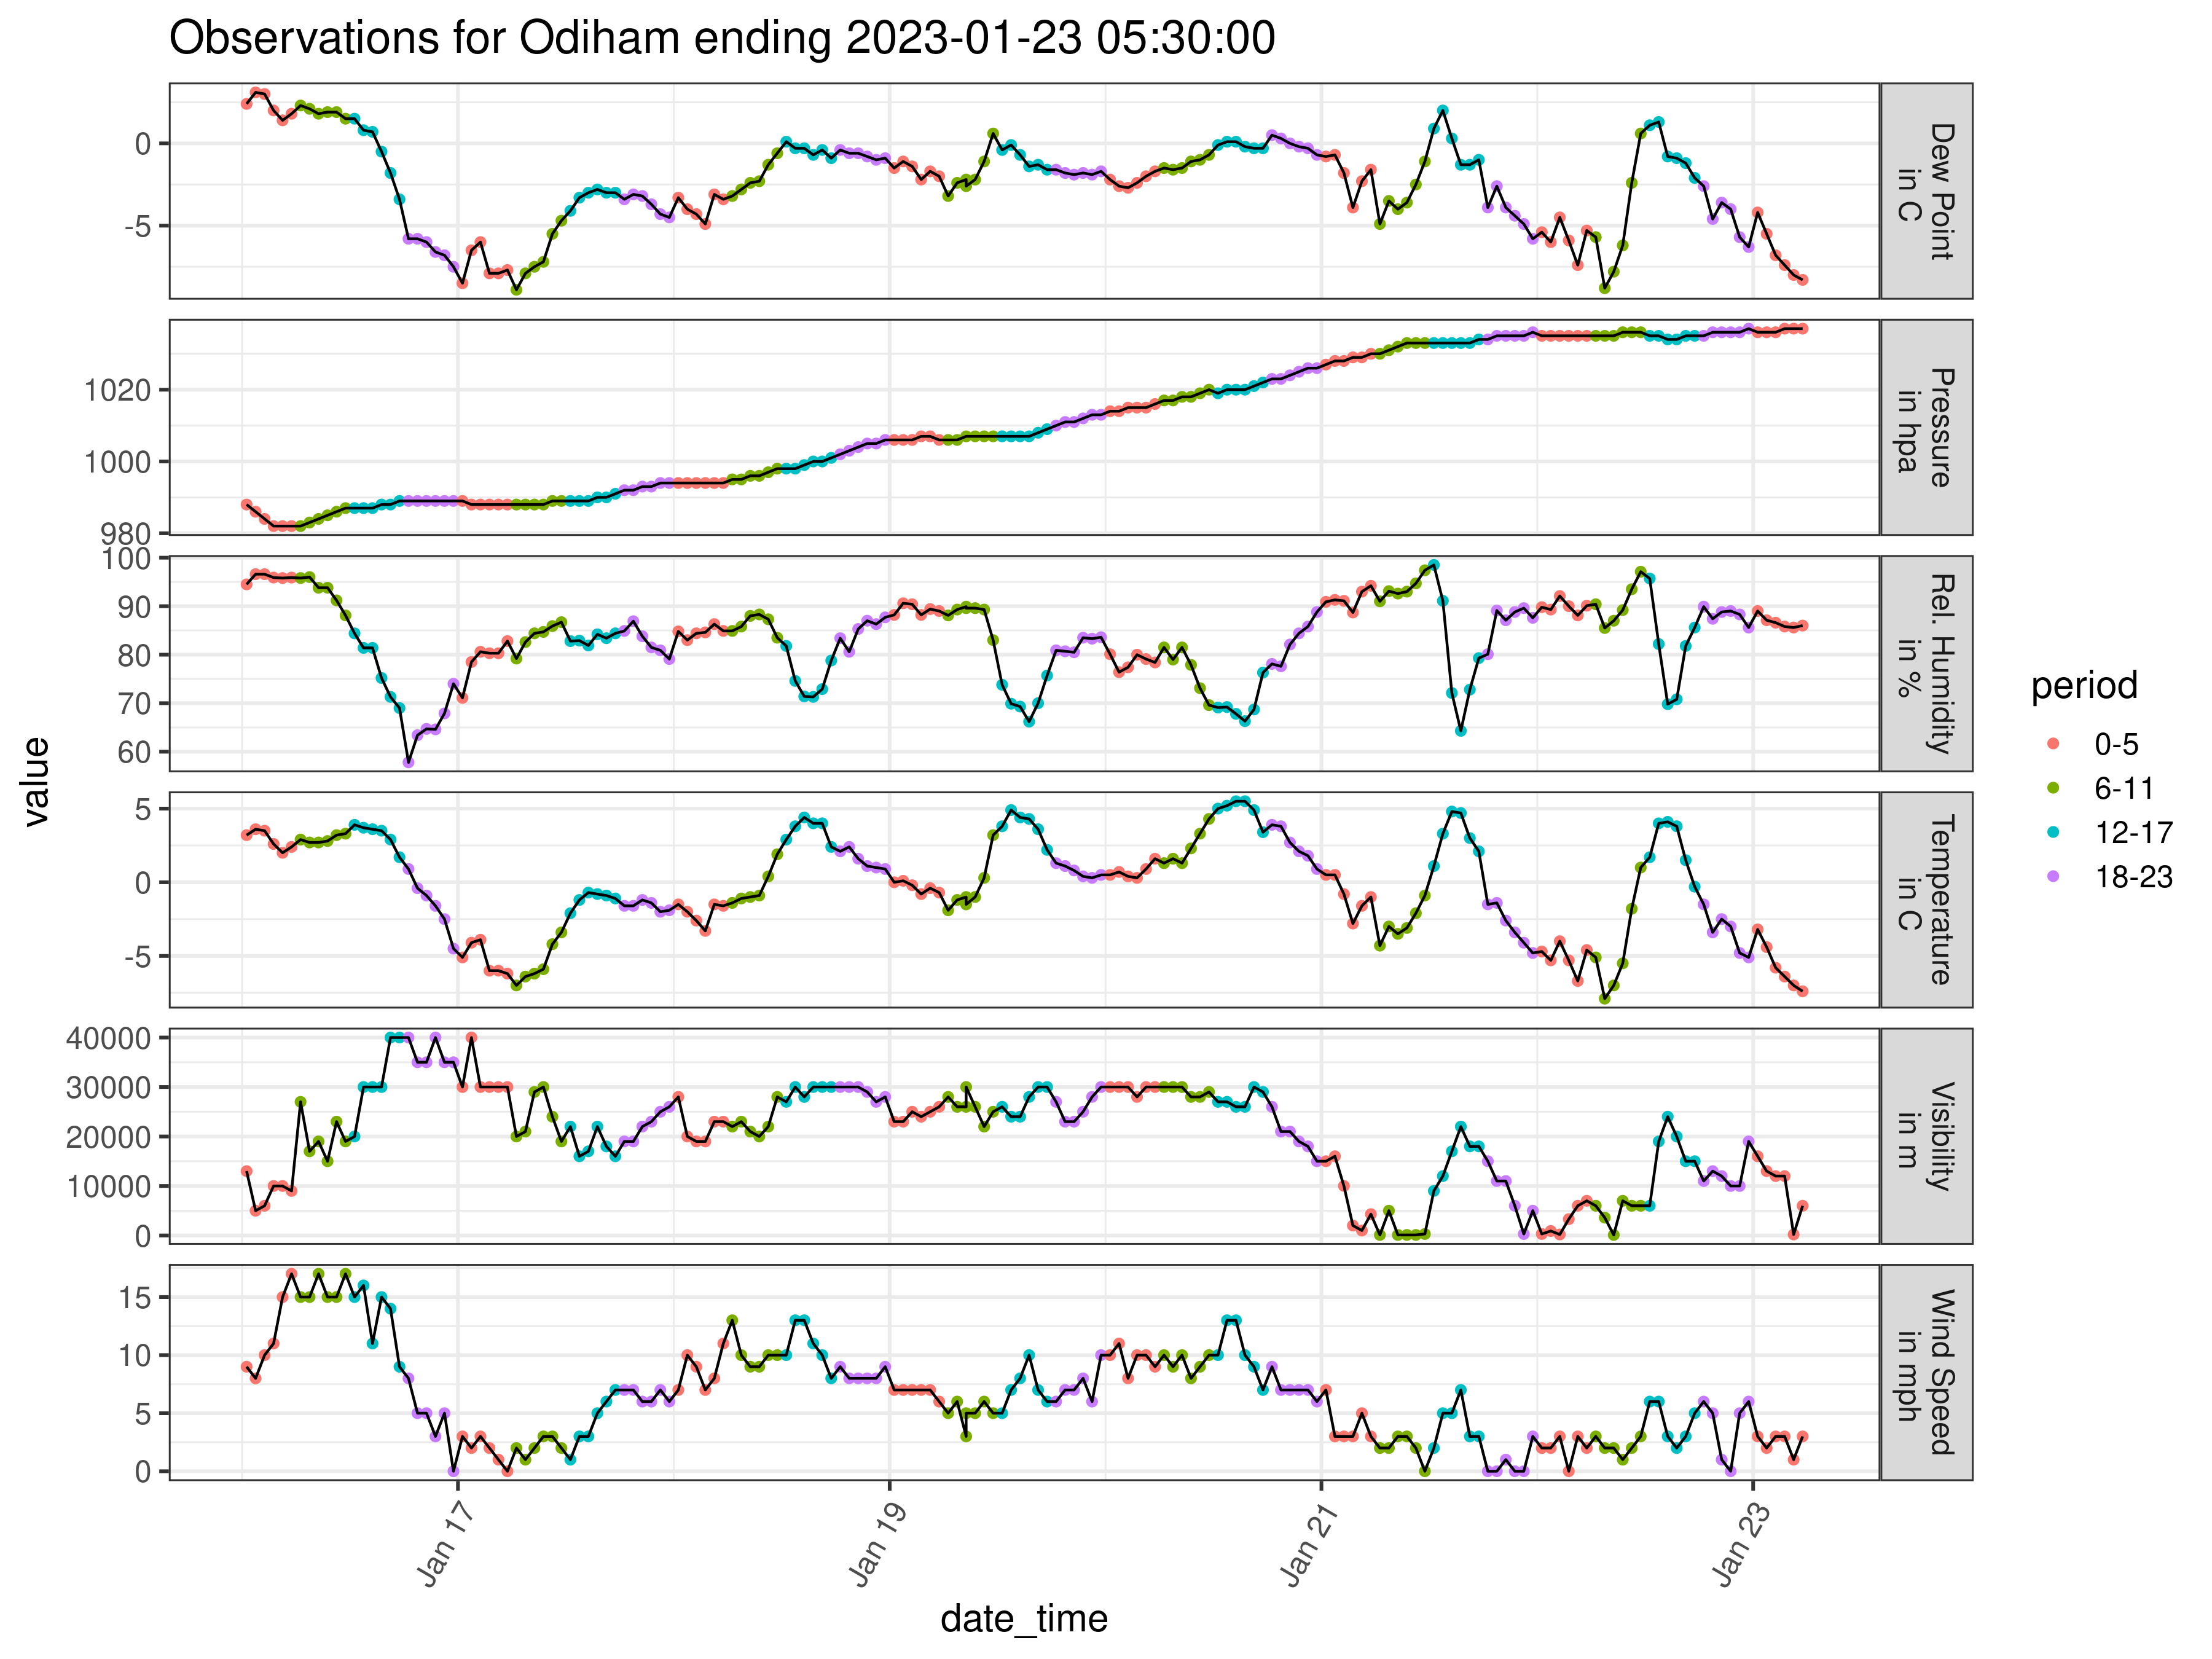 Observations for Odiham ending 2023-01-23 05:30:00
value
0
-5
Dew Point
in C
1020
1000
980
Pressure
in hpa
100
90
80
70
60
Rel. Humidity
in %
5
0
-5
Temperature
in C
40000
30000
20000
10000
0
Visibility
in m
15
10
5
0
Wind Speed
in mph
Jan 17
Jan 19
Jan 21
Jan 23
date_time
period
0-5
6-11
12-17
18-23